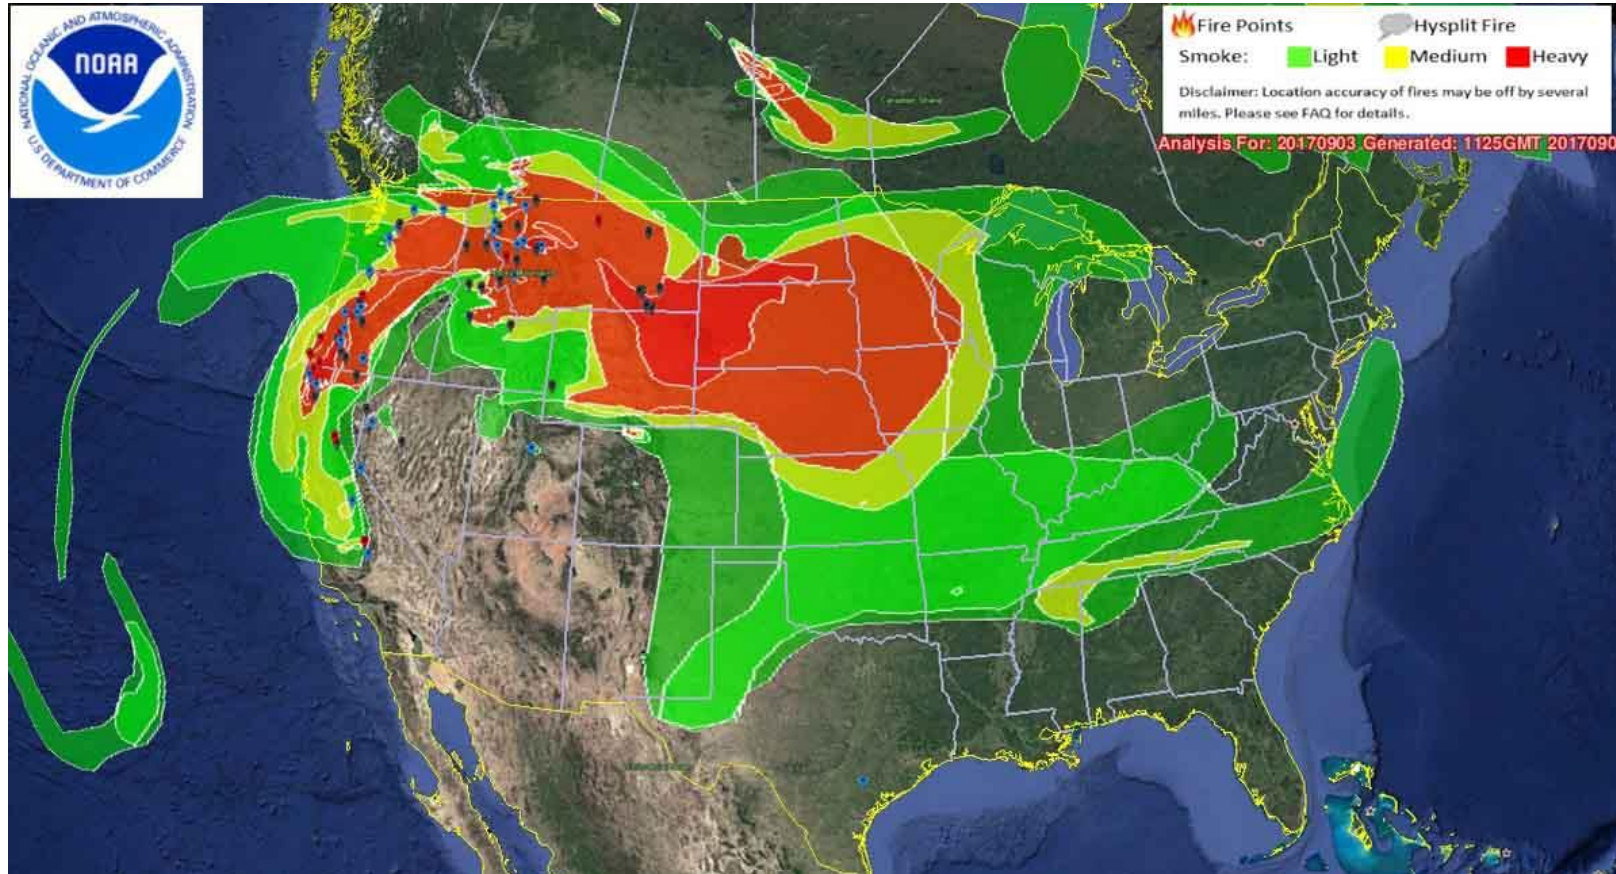 NATIONAL OCEANIC AND ATMOSPHERIC ADMINISTRATION
NOAA
U.S. DEPARTMENT OF COMMERCE
Fire Points
Hysplit Fire
Smoke:
Light
Medium
Heavy
Disclaimer: Location accuracy of fires may be off by several
miles. Please see FAQ for details.
Analysis For: 20170903 Generated: 1125GMT 2017090